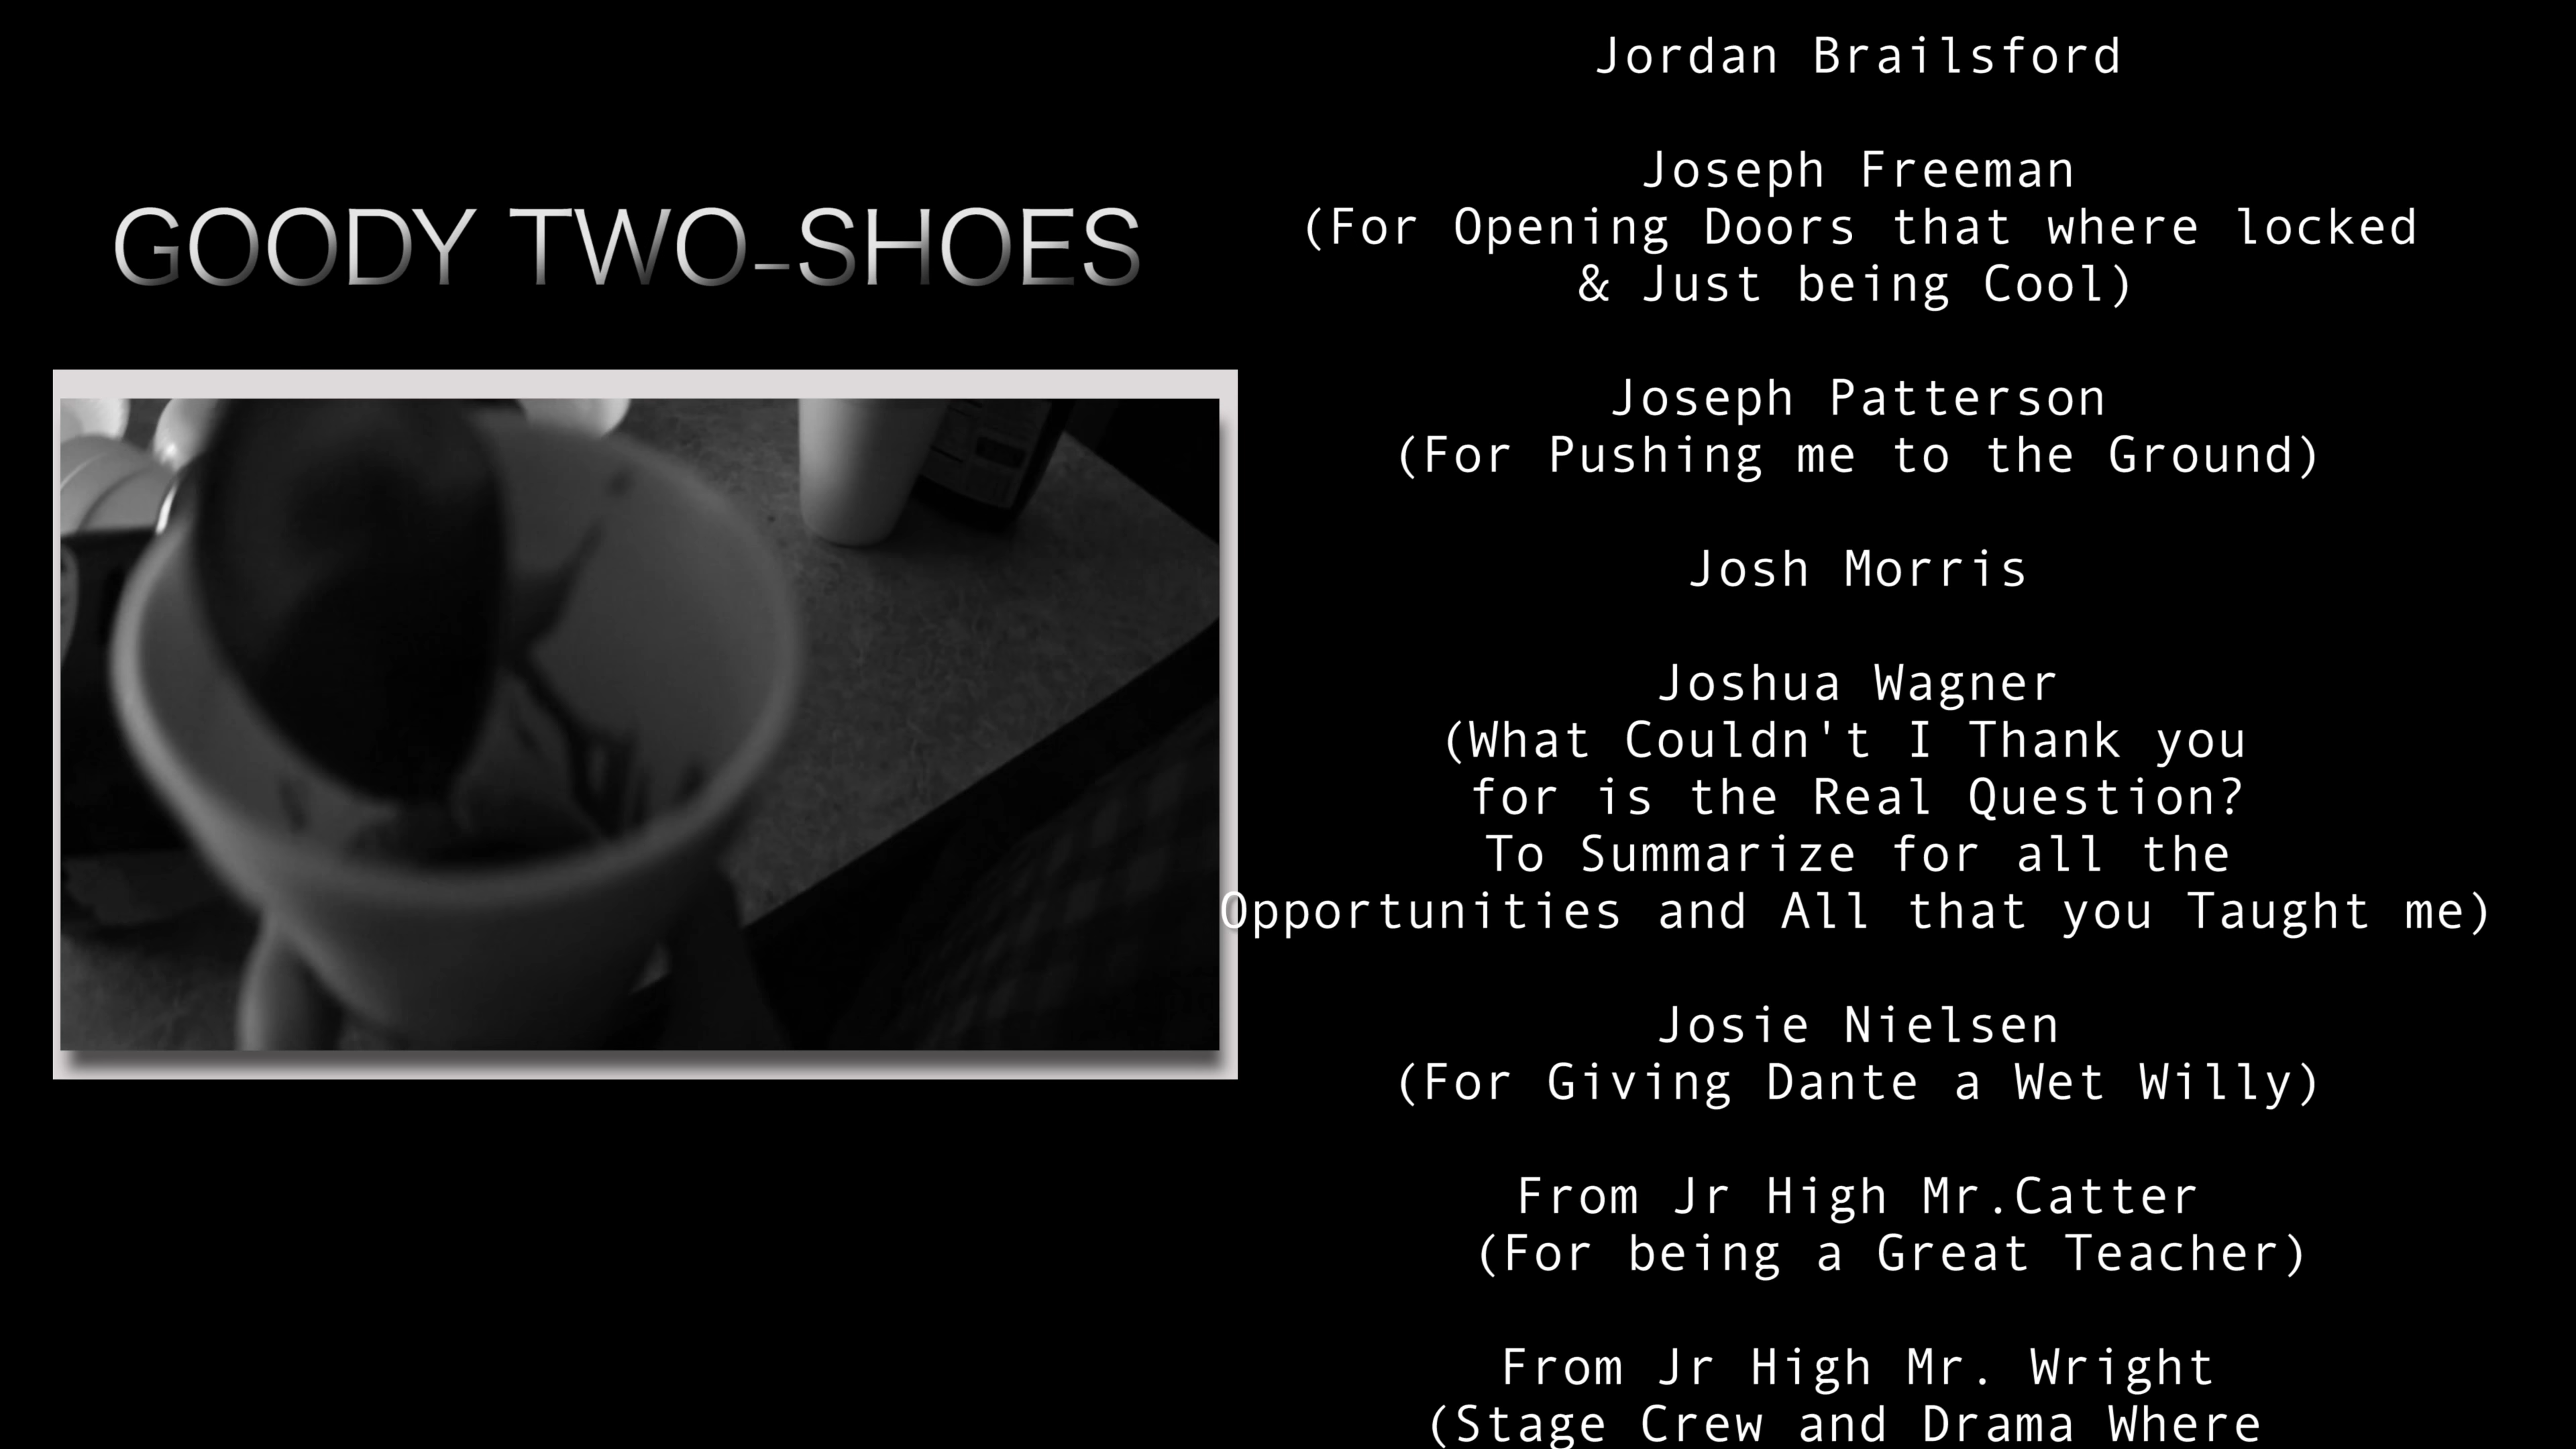 GOODY TWO-SHOES
Jordan Brailsford
Joseph Freeman
(For Opening Doors that where locked
& Just being Cool)
Joseph Patterson
(For Pushing me to the Ground)
Josh Morris
Joshua Wagner
(What Couldn't I Thank you
for is the Real Question?
To Summarize for all the
Opportunities and All that you Taught me)
Josie Nielsen
(For Giving Dante a Wet Willy)
From Jr High Mr.Catter
(For being a Great Teacher)
From Jr High Mr. Wright
(Stage Crew and Drama Where